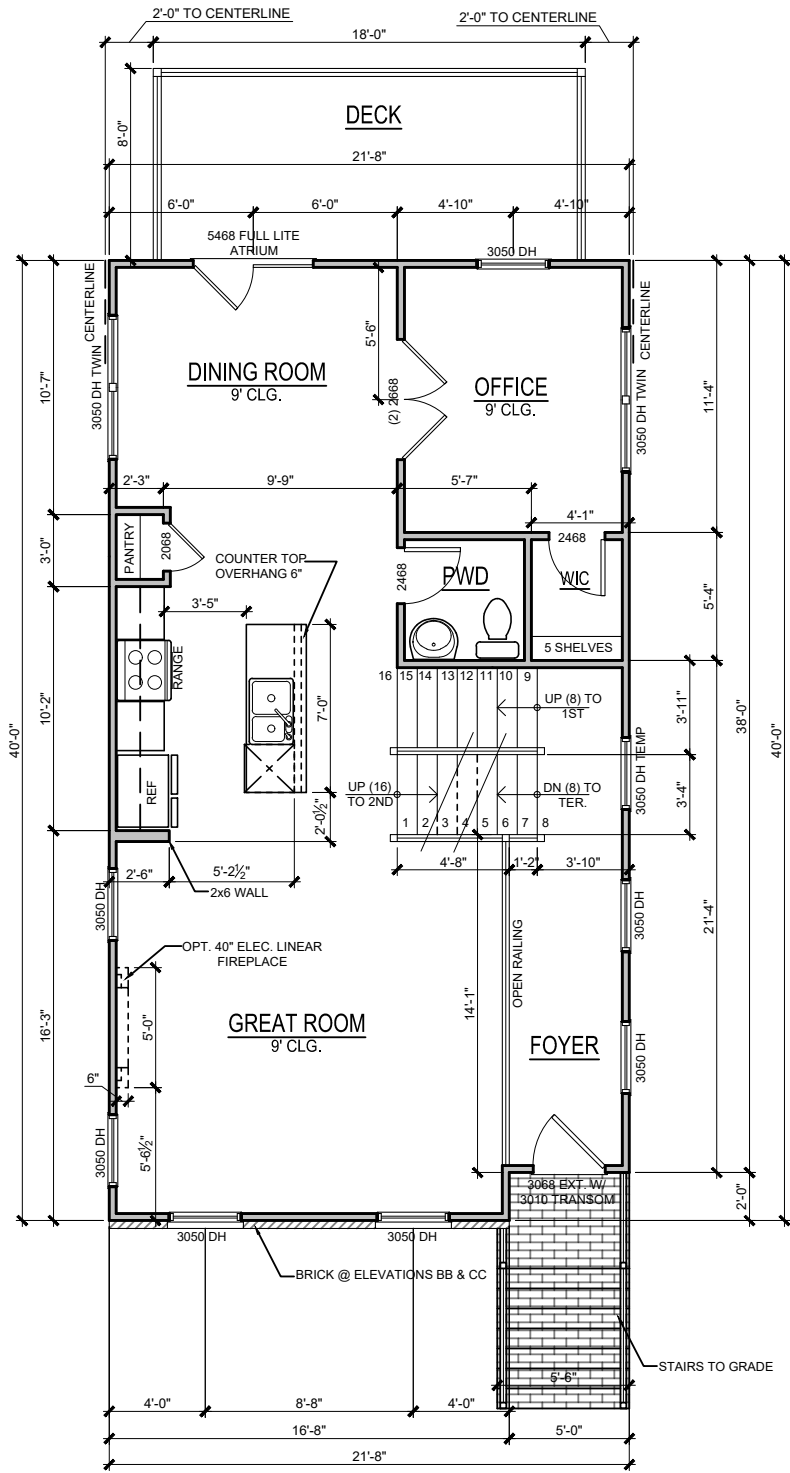 2'-0" TO CENTERLINE
2'-0" TO CENTERLINE
18'-0"
DECK
8'-0"
21'-8"
6'-0"
6'-0"
4'-10"
4'-10"
5468 FULL LITE
ATRIUM
3050 DH
3050 DH TWIN CENTERLINE
3050 DH TWIN CENTERLINE
5'-6"
DINING ROOM
9' CLG.
(2) 2668
OFFICE
9' CLG.
10'-7"
11'-4"
2'-3"
9'-9"
5'-7"
4'-1"
3'-0"
PANTRY
2068
COUNTER TOP
OVERHANG 6"
2468
PWD
2468
WIC
5 SHELVES
5'-4"
3'-5"
RANGE
REF
7'-0"
10'-2"
40'-0"
38'-0"
40'-0"
16 15 14 13 12 11 10 9
UP (8) TO
1ST
3'-11"
3050 DH TEMP
UP (16)
TO 2ND
DN (8) TO
TER.
3'-4"
2'-0½"
1 2 3 4 5 6 7 8
2'-6"
5'-2½"
4'-8"
1'-2"
3'-10"
2x6 WALL
3050 DH
3050 DH
OPT. 40" ELEC. LINEAR
FIREPLACE
OPEN RAILING
21'-4"
14'-1"
5'-0"
GREAT ROOM
9' CLG.
FOYER
16'-3"
3050 DH
6"
5'-6½"
3050 DH
3068 EXT. W/
3010 TRANSOM
2'-0"
3050 DH
3050 DH
BRICK @ ELEVATIONS BB & CC
STAIRS TO GRADE
5'-6"
4'-0"
8'-8"
4'-0"
16'-8"
5'-0"
21'-8"